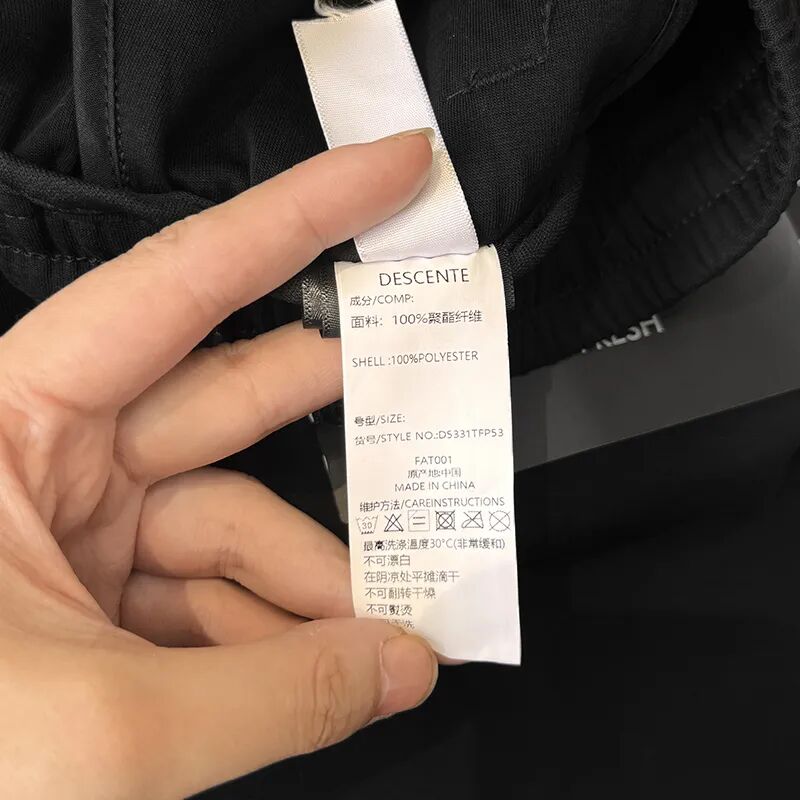 DESCENTE
成分/COMP:
面料：100%聚酯纤维
SHELL :100%POLYESTER
号型/SIZE:
货号/STYLE NO.:D5331TFP53
FAT001
原产地中国
MADE IN CHINA
维护方法/CAREINSTRUCTIONS
30
最高洗涤温度30°C(非常缓和)
不可漂白
在阴凉处平摊滴干
不可翻转干燥
不可熨烫
洗